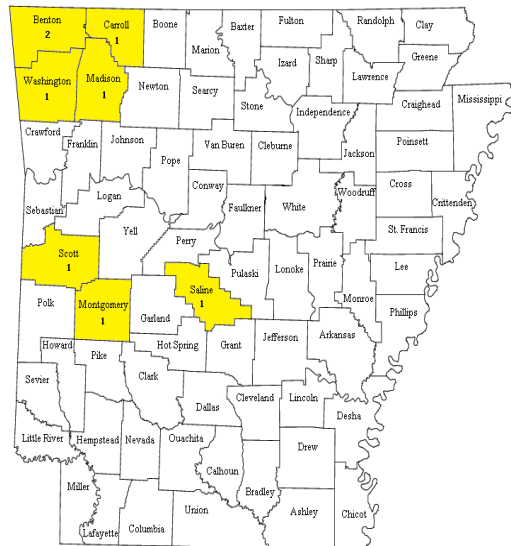 Benton
2
Carroll
1
Boone
Baxter
Fulton
Randolph
Clay
Marion
Izard
Sharp
Greene
Washington
1
Madison
1
Newton
Searcy
Lawrence
Stone
Independence
Craighead
Mississippi
Crawford
Franklin
Johnson
Van Buren
Cleburne
Jackson
Poinsett
Pope
Logan
Conway
Woodruff
Cross
Crittenden
Sebastian
Faulkner
White
St. Francis
Yell
Perry
Scott
1
Pulaski
Lonoke
Prairie
Lee
Saline
1
Monroe
Polk
Montgomery
1
Garland
Phillips
Arkansas
Howard
Pike
Hot Spring
Grant
Jefferson
Sevier
Clark
Dallas
Cleveland
Lincoln
Desha
Little River
Hempstead
Nevada
Ouachita
Drew
Calhoun
Miller
Bradley
Union
Ashley
Chicot
Lafayette
Columbia